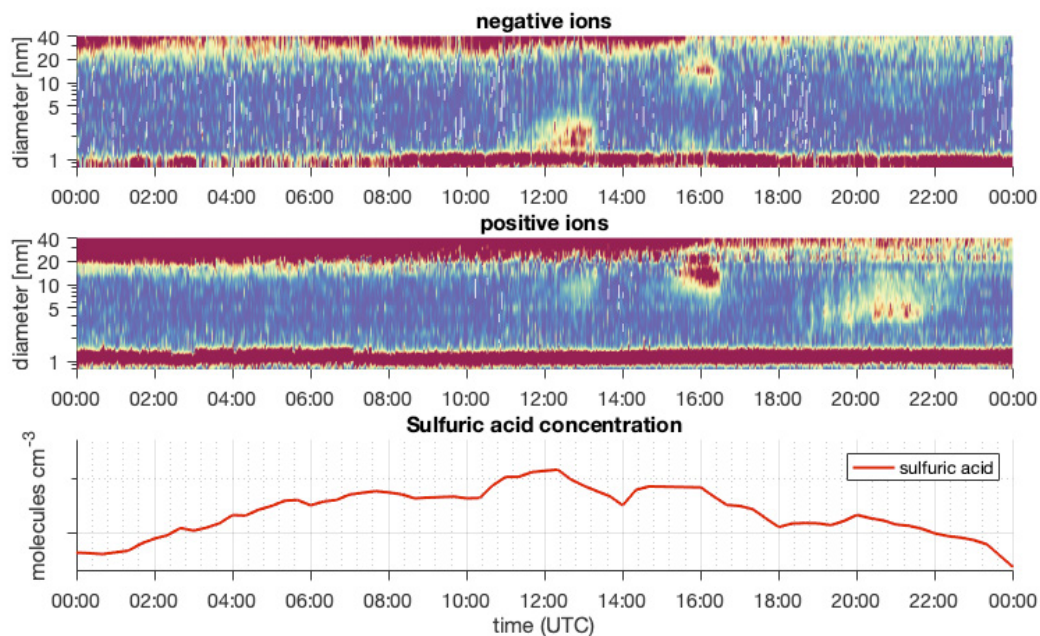 negative ions
diameter [nm]
40
20
10
5
1
00:00 02:00 04:00 06:00 08:00 10:00 12:00 14:00 16:00 18:00 20:00 22:00 00:00
positive ions
diameter [nm]
40
20
10
5
1
00:00 02:00 04:00 06:00 08:00 10:00 12:00 14:00 16:00 18:00 20:00 22:00 00:00
Sulfuric acid concentration
molecules cm-3
sulfuric acid
00:00 02:00 04:00 06:00 08:00 10:00 12:00 14:00 16:00 18:00 20:00 22:00 00:00
time (UTC)